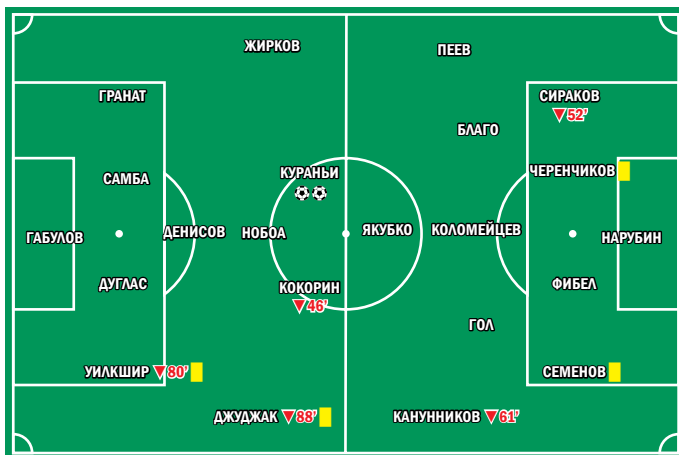 ЖИРКОВ
ПЕЕВ
ГРАНАТ
СИРАКОВ
▼52'
БЛАГО
КУРАНЬИ
ЧЕРЕНЧИКОВ
САМБА
ГАБУЛОВ
ДЕНИСОВ
НОБОА
ЯКУБКО
КОЛОМЕЙЦЕВ
НАРУБИН
ДУГЛАС
КОКОРИН
▼46'
ФИБЕЛ
ГОЛ
УИЛКШИР ▼80'
СЕМЕНОВ
ДЖУДЖАК ▼88'
КАНУННИКОВ ▼61'